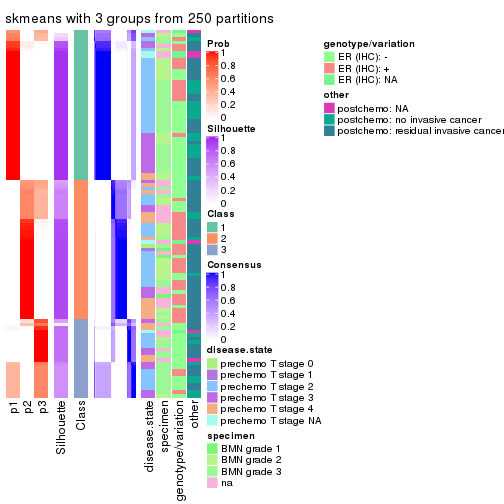 skmeans with 3 groups from 250 partitions
Prob
1
0.8
0.6
0.4
0.2
0
Silhouette
1
0.8
0.6
0.4
0.2
0
Class
1
2
3
Consensus
1
0.8
0.6
0.4
0.2
0
disease.state
prechemo T stage 0
prechemo T stage 1
prechemo T stage 2
prechemo T stage 3
prechemo T stage 4
prechemo T stage NA
specimen
BMN grade 1
BMN grade 2
BMN grade 3
na
genotype/variation
ER (IHC): -
ER (IHC): +
ER (IHC): NA
other
postchemo: NA
postchemo: no invasive cancer
postchemo: residual invasive cancer
p1
p2
p3
Silhouette
Class
disease.state
specimen
genotype/variation
other